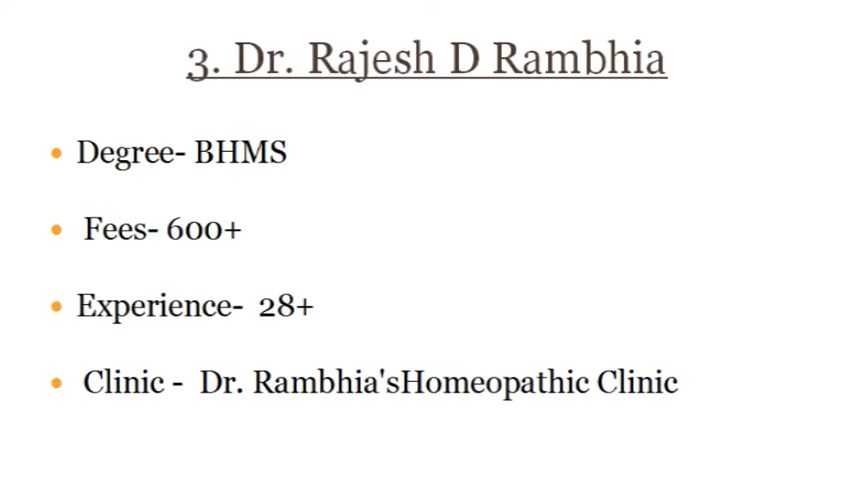 3. Dr. Rajesh D Rambhia
• Degree- BHMS
• Fees- 600+
• Experience- 28+
• Clinic - Dr. Rambhia'sHomeopathic Clinic